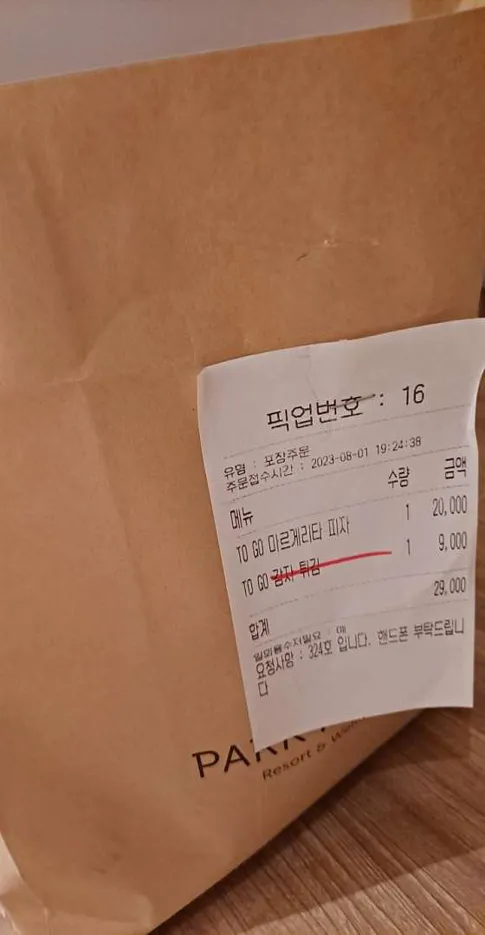 픽업번호 : 16
유형 : 포장주문
주문접수시간 : 2023-08-01 19:24:38
메뉴 수량 금액
TO GO 마르게리타 피자 1 20,000
TO GO 감자 튀김 1 9,000
합계 29,000
요청사항 : 324호 입니다. 핸드폰 부탁드립니
다
PARK
Resort &